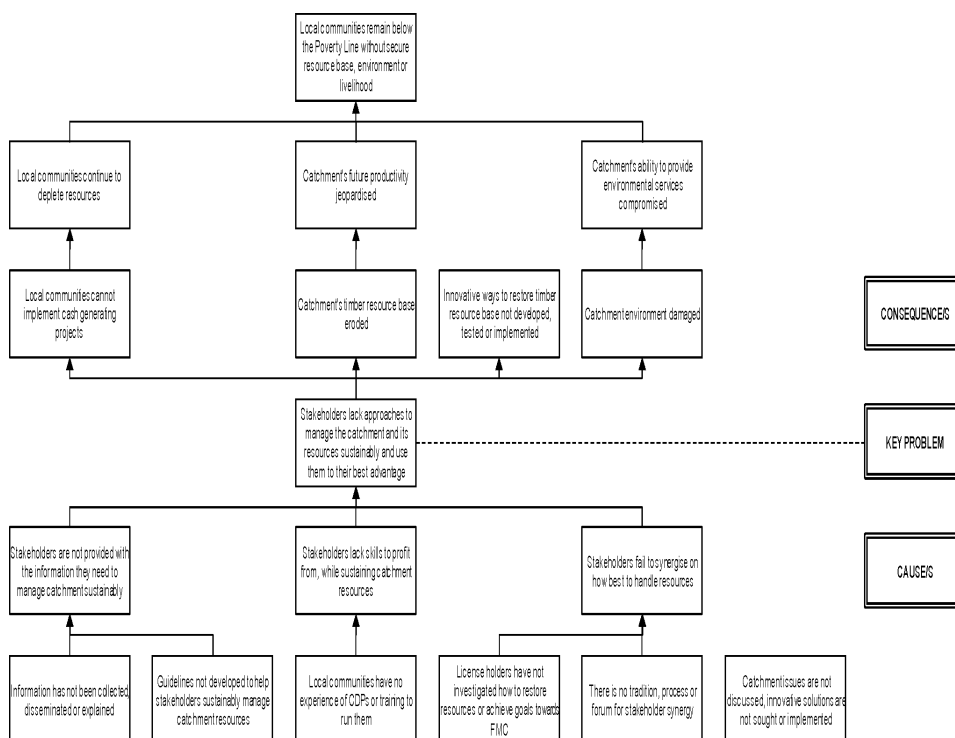 Local communities remain below
the Poverty Line without secure
resource base, environment or
livelihood
Local communities continue to
deplete resources
Catchment's future productivity
jeopardised
Catchment's ability to provide
environmental services
compromised
Local communities cannot
implement cash generating
projects
Catchment's timber resource base
eroded
Innovative ways to restore timber
resource base not developed,
tested or implemented
Catchment environment damaged
CONSEQUENCE/S
Stakeholders lack approaches to
manage the catchment and its
resources sustainably and use
them to their best advantage
KEY PROBLEM
Stakeholders are not provided with
the information they need to
manage catchment sustainably
Stakeholders lack skills to profit
from, while sustaining catchment
resources
Stakeholders fail to synergise on
how best to handle resources
CAUSE/S
Information has not been collected,
disseminated or explained
Guidelines not developed to help
stakeholders sustainably manage
catchment resources
Local communities have no
experience of CDPs or training to
run them
License holders have not
investigated how to restore
resources or achieve goals towards
FMC
There is no tradition, process or
forum for stakeholder synergy
Catchment issues are not
discussed, innovative solutions are
not sought or implemented